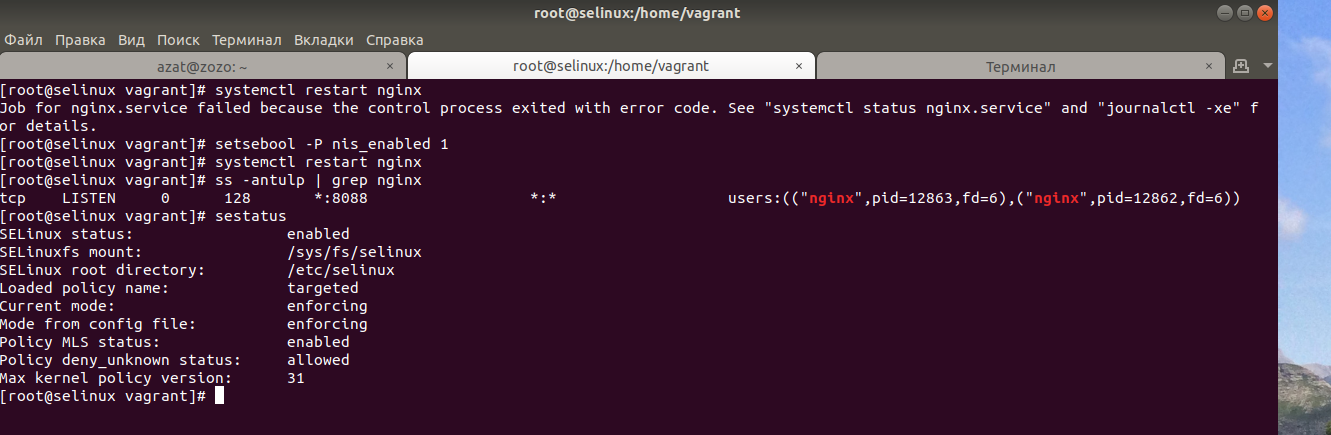 root@selinux:/home/vagrant
Файл Правка Вид Поиск Терминал Вкладки Справка
azat@zozo: ~ × root@selinux:/home/vagrant × Терминал ×
[root@selinux vagrant]# systemctl restart nginx
Job for nginx.service failed because the control process exited with error code. See "systemctl status nginx.service" and "journalctl -xe" f
or details.
[root@selinux vagrant]# setsebool -P nis_enabled 1
[root@selinux vagrant]# systemctl restart nginx
[root@selinux vagrant]# ss -antulp | grep nginx
tcp    LISTEN     0      128       *:8088                  *:*                   users:(("nginx",pid=12863,fd=6),("nginx",pid=12862,fd=6))
[root@selinux vagrant]# sestatus
SELinux status:                 enabled
SELinuxfs mount:                /sys/fs/selinux
SELinux root directory:         /etc/selinux
Loaded policy name:             targeted
Current mode:                   enforcing
Mode from config file:          enforcing
Policy MLS status:              enabled
Policy deny_unknown status:     allowed
Max kernel policy version:      31
[root@selinux vagrant]#